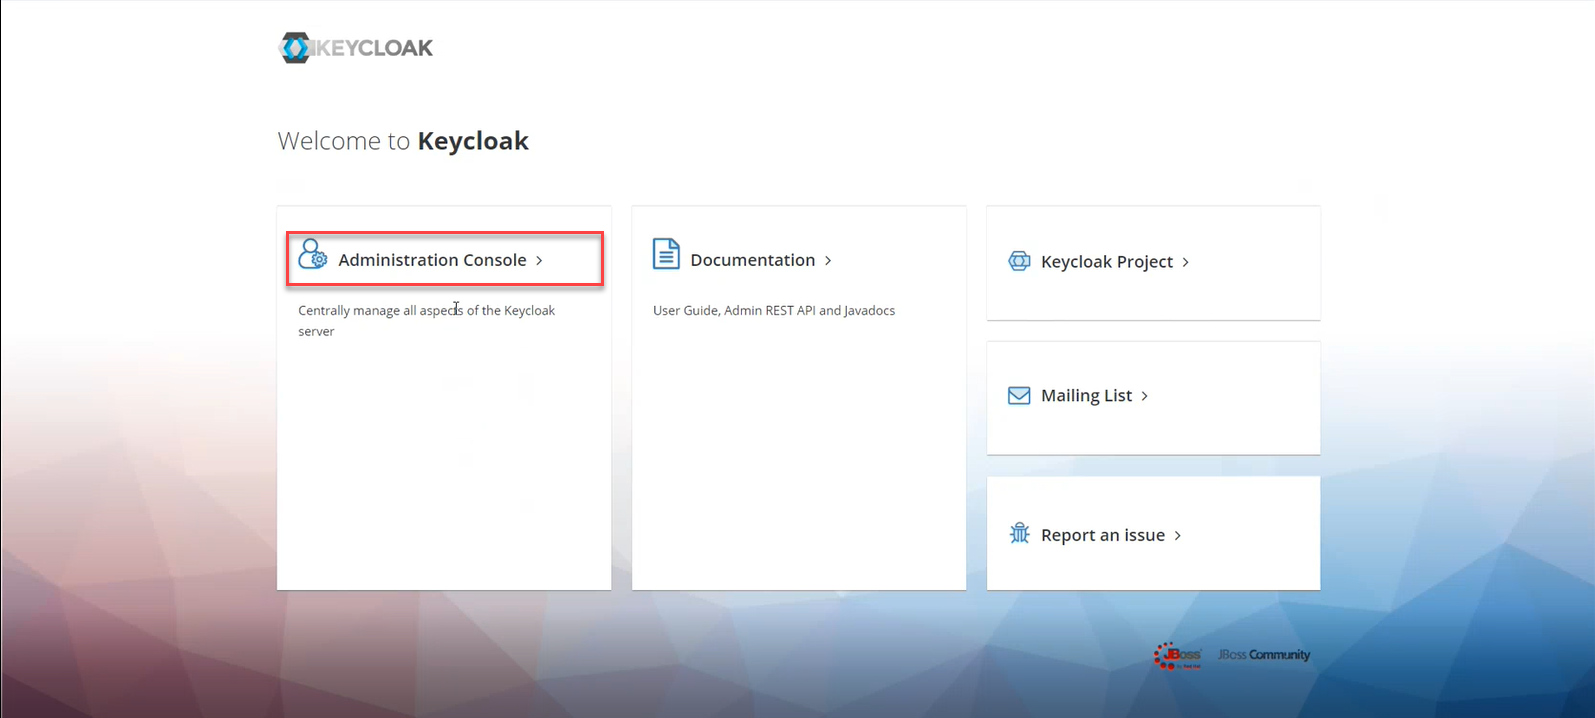 KEYCLOAK
Welcome to Keycloak
Administration Console
Centrally manage all aspects of the Keycloak
server
Documentation
User Guide, Admin REST API and Javadocs
Keycloak Project
Mailing List
Report an issue
JBoss
by Red Hat
JBoss Community